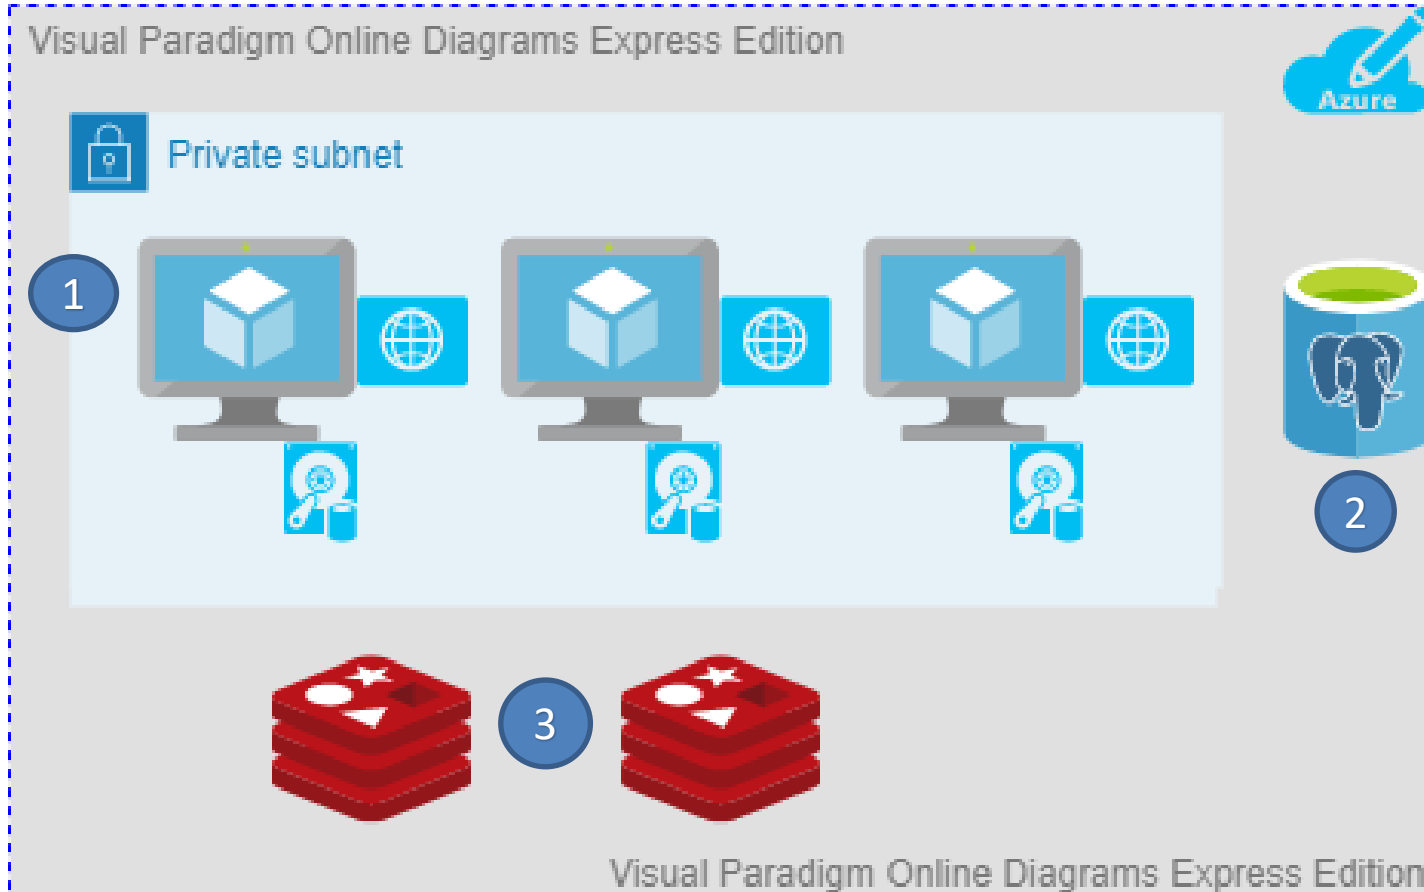 Visual Paradigm Online Diagrams Express Edition
Azure
Private subnet
1
2
3
Visual Paradigm Online Diagrams Express Edition